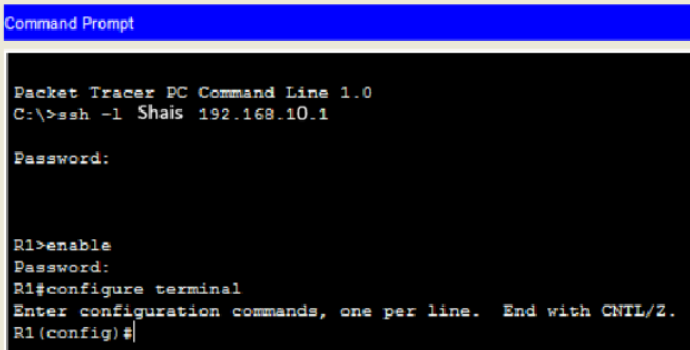 Command Prompt
Packet Tracer PC Command Line 1.0
C:\>ssh -l Shais 192.168.10.1
Password:
R1>enable
Password:
R1#configure terminal
Enter configuration commands, one per line.  End with CNTL/Z.
R1(config)#